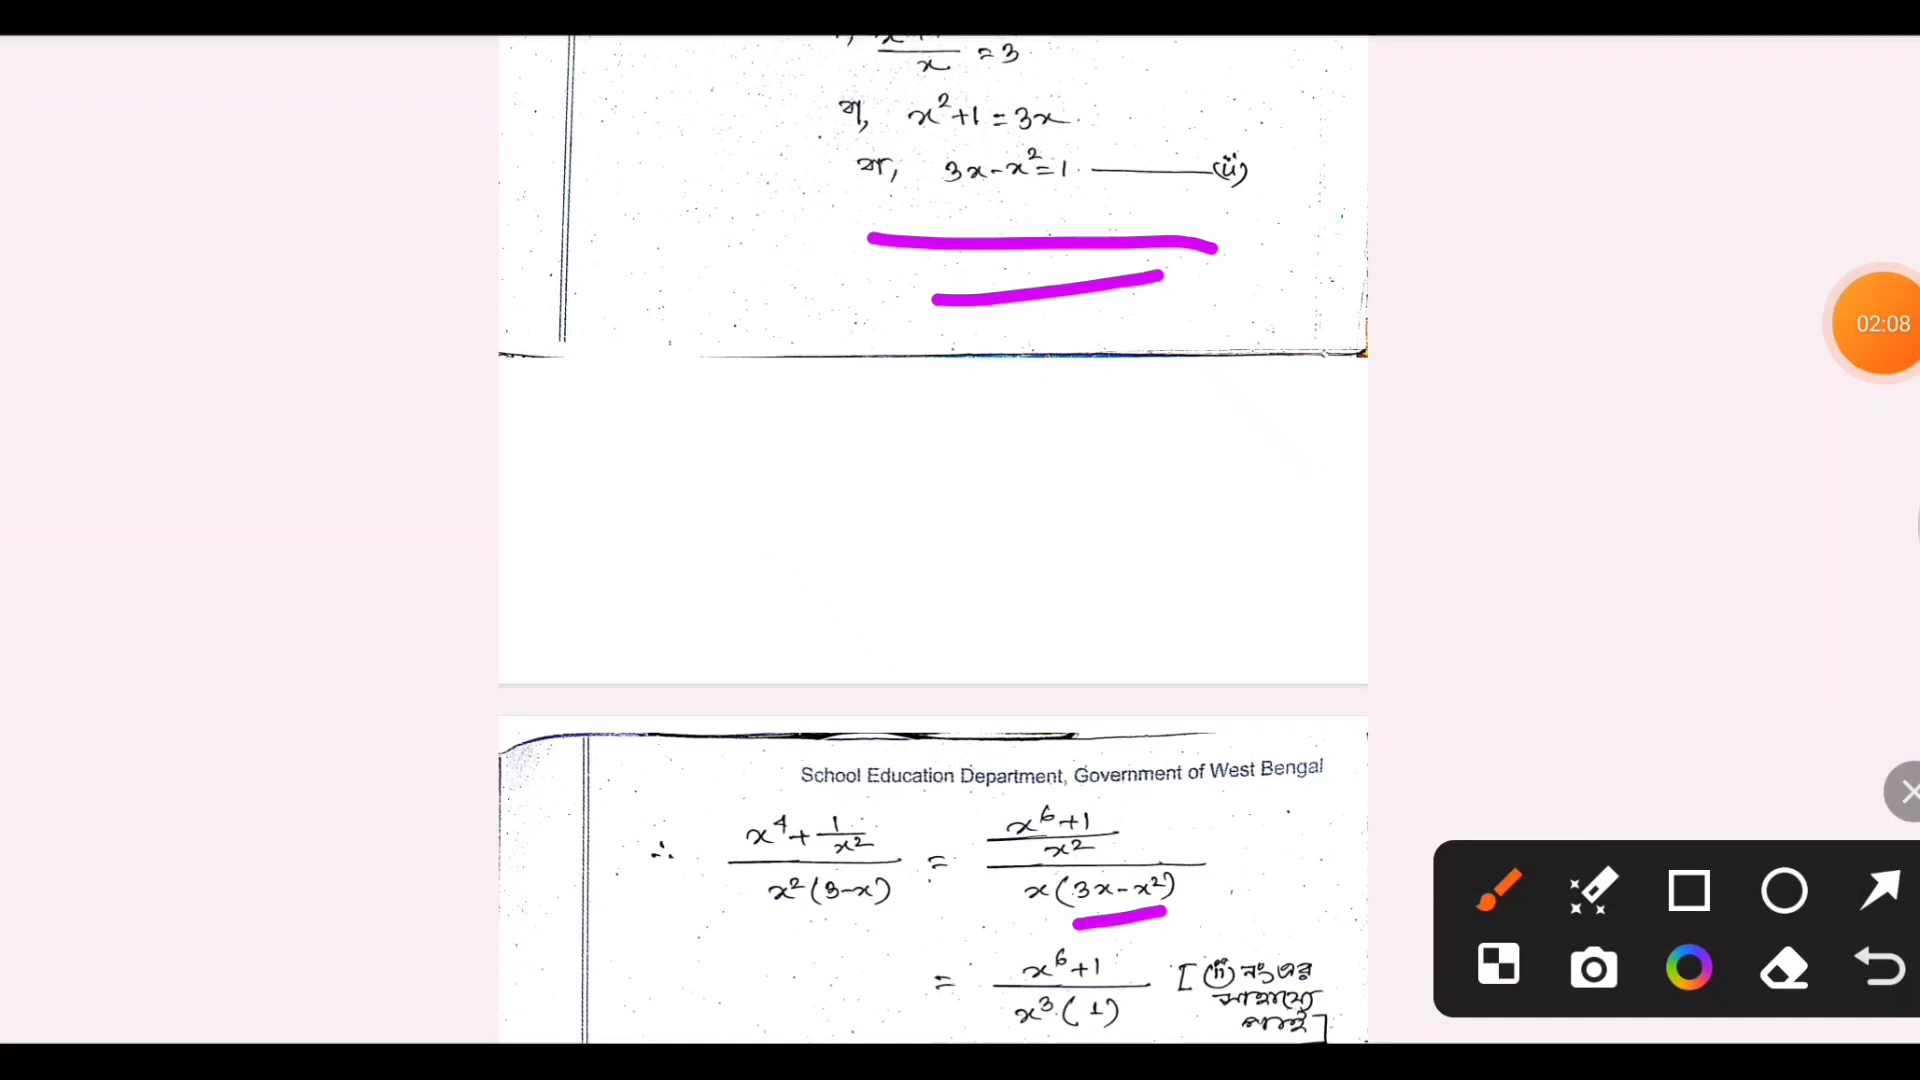 x = 3
বা, x²+1 = 3x
বা, 3x-x²=1 ———(ii)
02:08
School Education Department, Government of West Bengal
∴ (x⁴+1/x²)/(x²(3-x)) = ((x⁶+1)/x²)/(x(3x-x²))
= (x⁶+1)/(x³(1)) [(ii) নং এর
সাহায্যে
পাই]